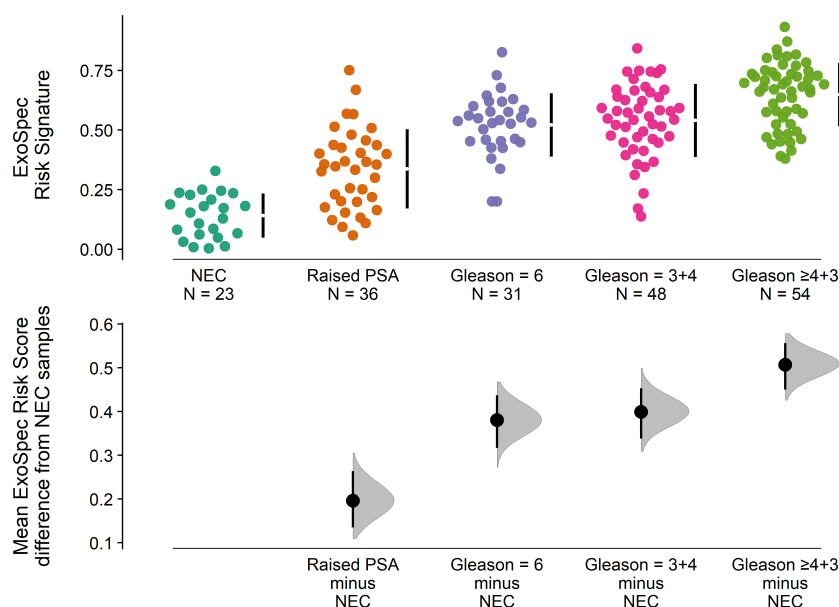 ExoSpec
Risk Signature
0.75
0.50
0.25
0.00
NEC
N = 23
Raised PSA
N = 36
Gleason = 6
N = 31
Gleason = 3+4
N = 48
Gleason ≥4+3
N = 54
Mean ExoSpec Risk Score
difference from NEC samples
0.6
0.5
0.4
0.3
0.2
0.1
Raised PSA
minus
NEC
Gleason = 6
minus
NEC
Gleason = 3+4
minus
NEC
Gleason ≥4+3
minus
NEC